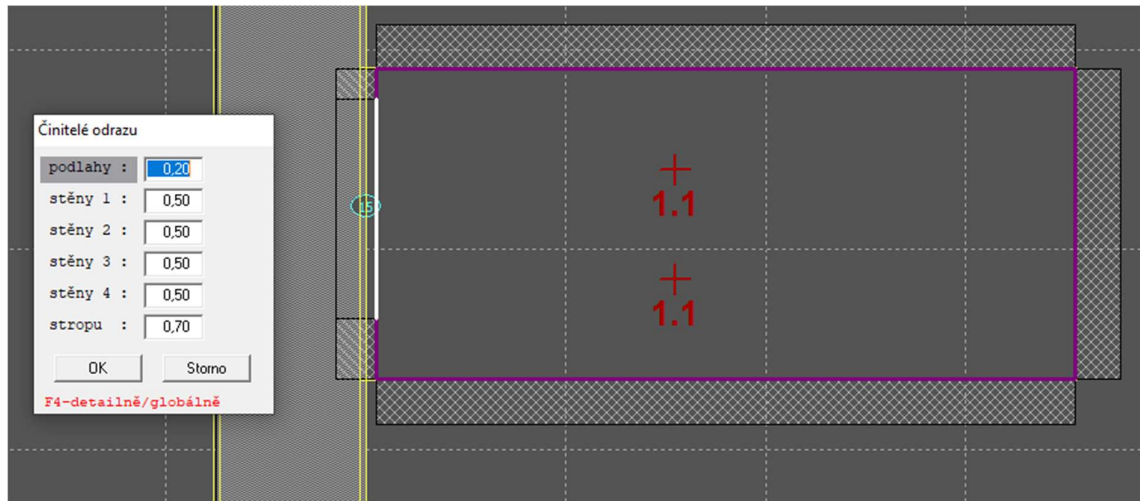 Činitelé odrazu
podlahy : 0,20
stěny 1 : 0,50
stěny 2 : 0,50
stěny 3 : 0,50
stěny 4 : 0,50
stropu : 0,70
OK Storno
F4-detailně/globálně
15
1.1
1.1